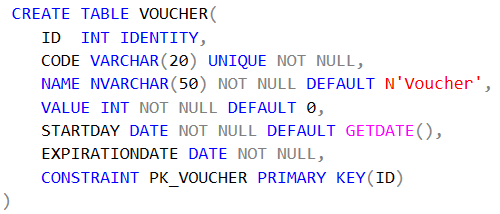 CREATE TABLE VOUCHER(
ID INT IDENTITY,
CODE VARCHAR(20) UNIQUE NOT NULL,
NAME NVARCHAR(50) NOT NULL DEFAULT N'Voucher',
VALUE INT NOT NULL DEFAULT 0,
STARTDAY DATE NOT NULL DEFAULT GETDATE(),
EXPIRATIONDATE DATE NOT NULL,
CONSTRAINT PK_VOUCHER PRIMARY KEY(ID)
)